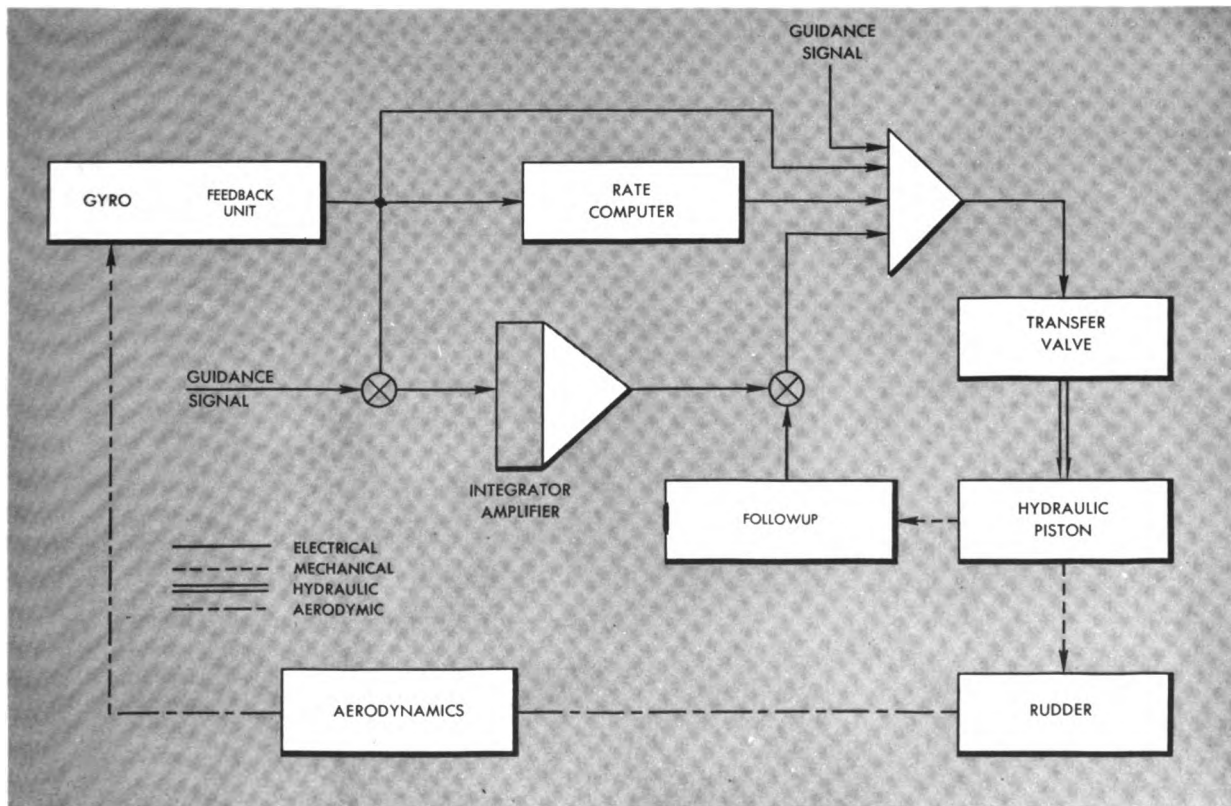 GUIDANCE
SIGNAL
GYRO
FEEDBACK
UNIT
RATE
COMPUTER
TRANSFER
VALVE
GUIDANCE
SIGNAL
INTEGRATOR
AMPLIFIER
FOLLOWUP
HYDRAULIC
PISTON
ELECTRICAL
MECHANICAL
HYDRAULIC
AERODYMIC
AERODYNAMICS
RUDDER